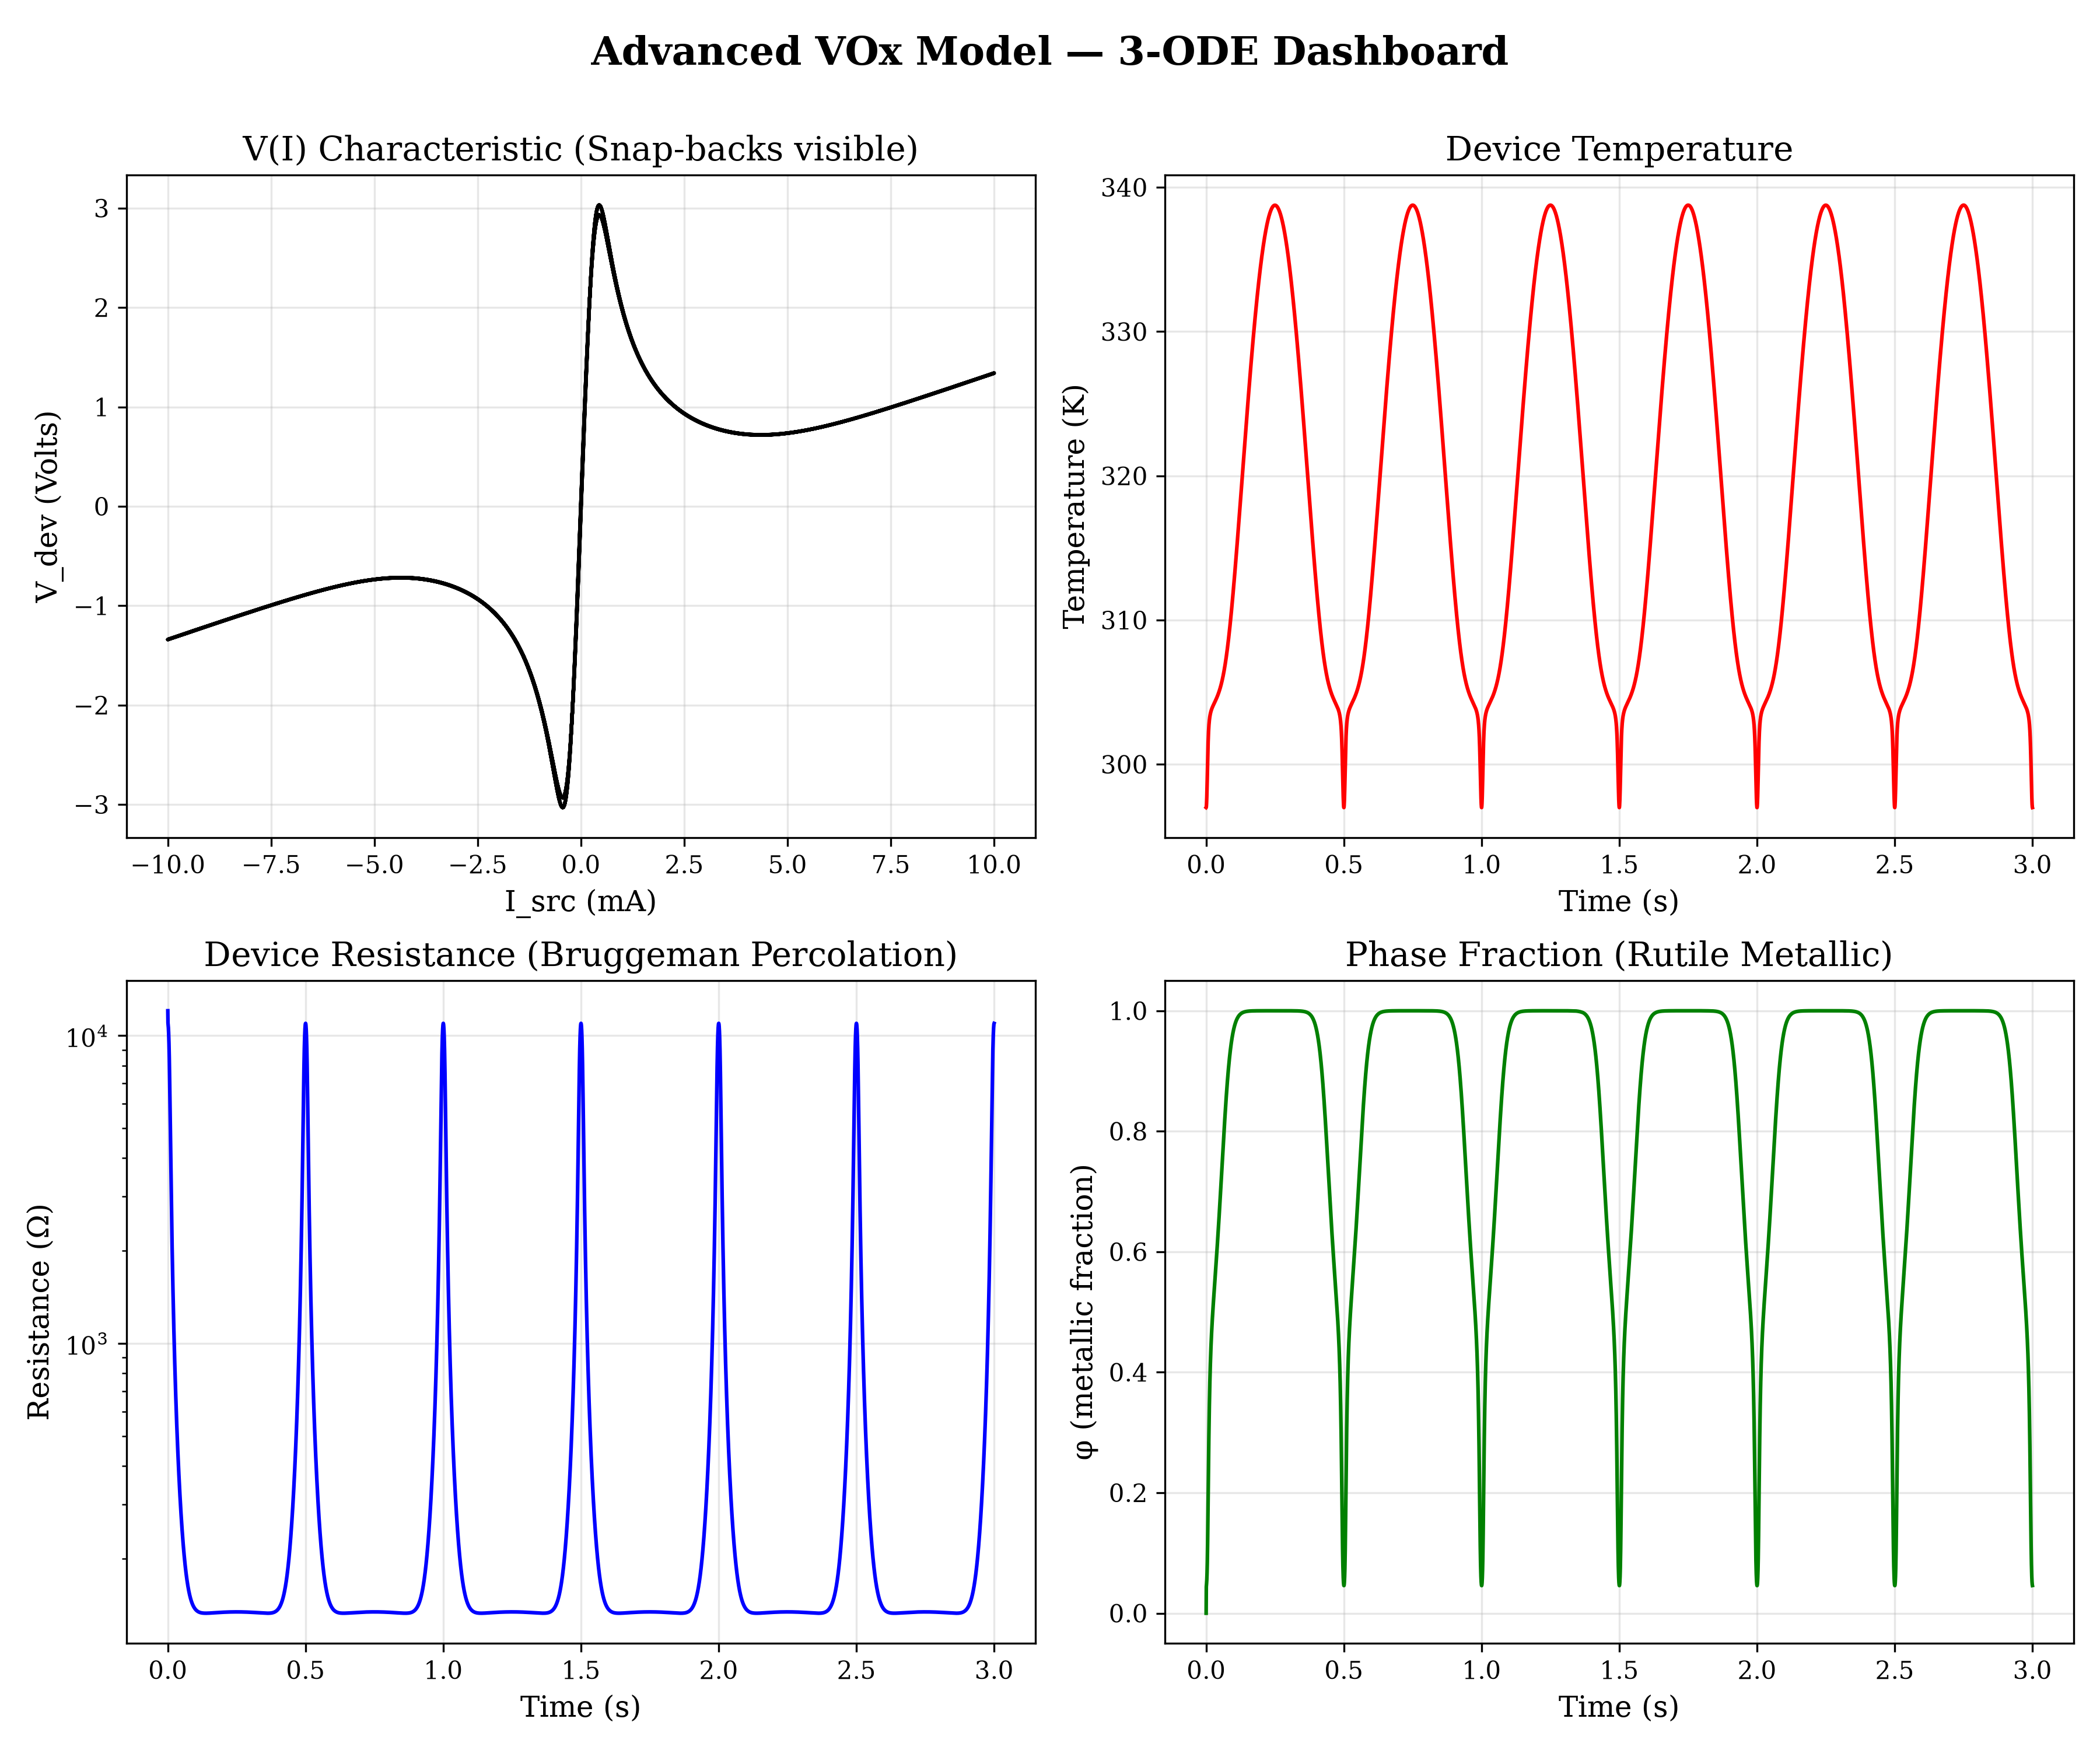 Advanced VOx Model — 3-ODE Dashboard
V(I) Characteristic (Snap-backs visible)
V_dev (Volts)
3
2
1
0
−1
−2
−3
−10.0 −7.5 −5.0 −2.5 0.0 2.5 5.0 7.5 10.0
I_src (mA)
Device Temperature
Temperature (K)
340
330
320
310
300
0.0 0.5 1.0 1.5 2.0 2.5 3.0
Time (s)
Device Resistance (Bruggeman Percolation)
Resistance (Ω)
10⁴
10³
0.0 0.5 1.0 1.5 2.0 2.5 3.0
Time (s)
Phase Fraction (Rutile Metallic)
φ (metallic fraction)
1.0
0.8
0.6
0.4
0.2
0.0
0.0 0.5 1.0 1.5 2.0 2.5 3.0
Time (s)